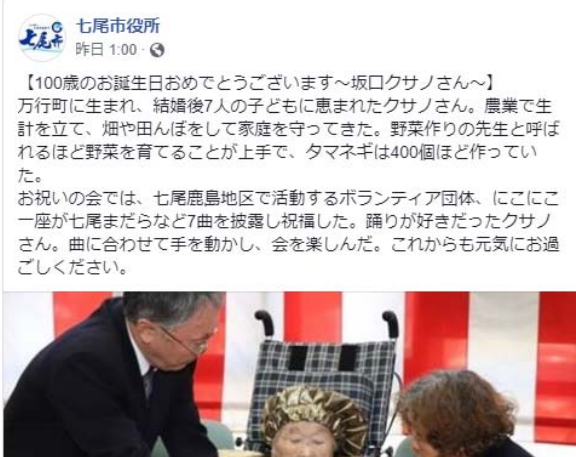 七尾市
七尾市役所
昨日 1:00 ·
【100歳のお誕生日おめでとうございます～坂口クサノさん～】
万行町に生まれ、結婚後7人の子どもに恵まれたクサノさん。農業で生
計を立て、畑や田んぼをして家庭を守ってきた。野菜作りの先生と呼ば
れるほど野菜を育てることが上手で、タマネギは400個ほど作ってい
た。
お祝いの会では、七尾鹿島地区で活動するボランティア団体、にこにこ
一座が七尾まだらなど7曲を披露し祝福した。踊りが好きだったクサノ
さん。曲に合わせて手を動かし、会を楽しんだ。これからも元気にお過
ごしください。